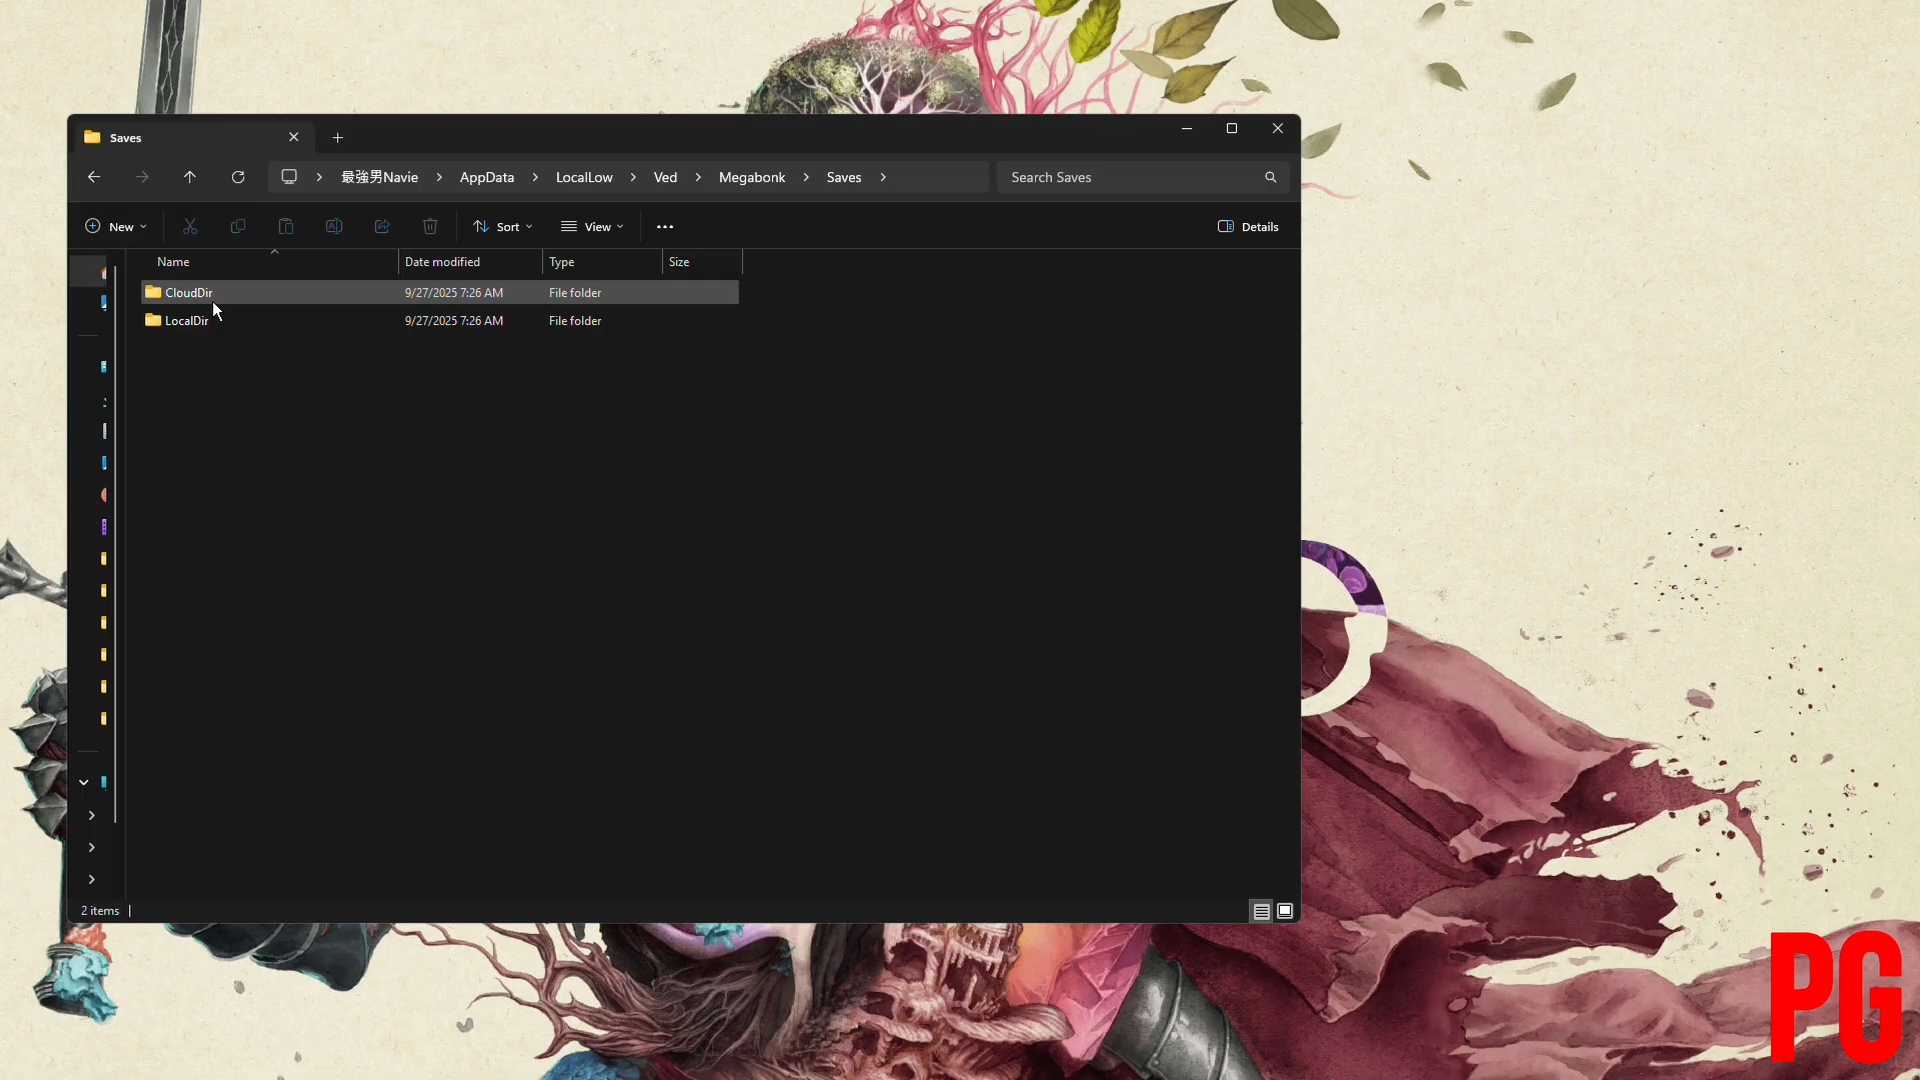 Saves
最強男Navie > AppData > LocalLow > Ved > Megabonk > Saves >
Search Saves
New
Sort
View
Details
Name Date modified Type Size
CloudDir 9/27/2025 7:26 AM File folder
LocalDir 9/27/2025 7:26 AM File folder
2 items
PG